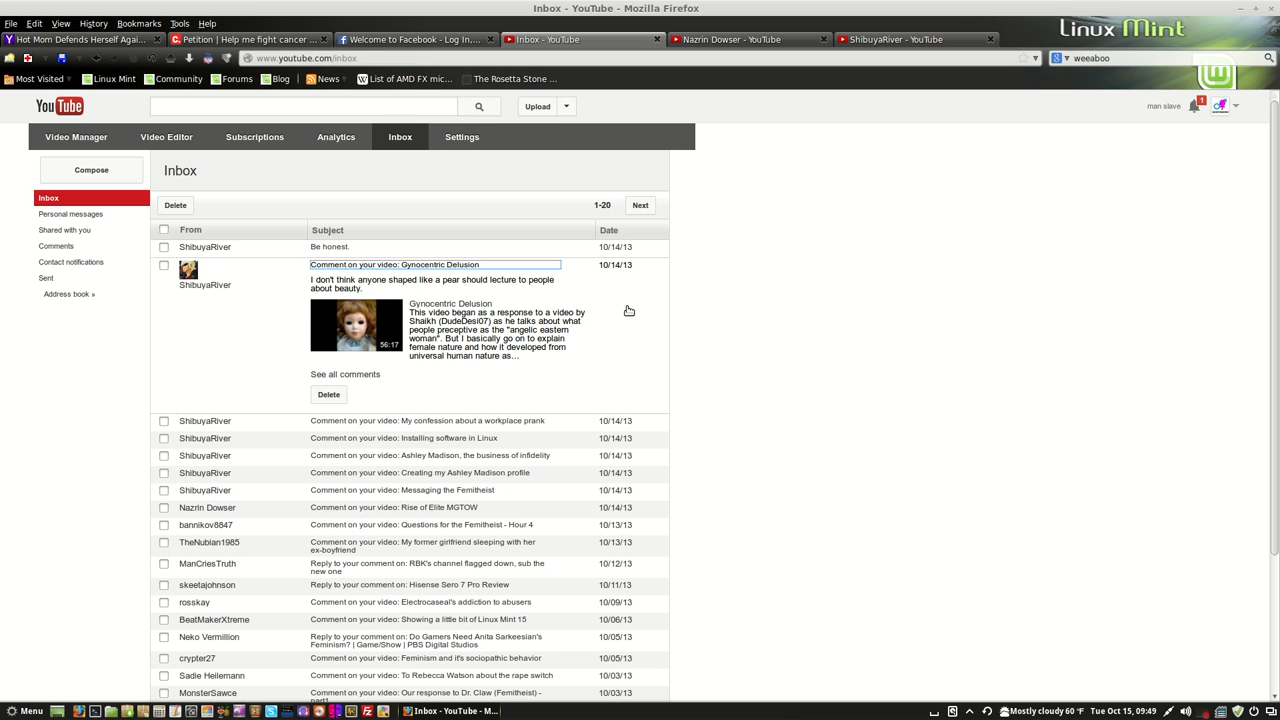 Inbox - YouTube - Mozilla Firefox
File Edit View History Bookmarks Tools Help
Hot Mom Defends Herself Agai...
Petition | Help me fight cancer ...
Welcome to Facebook - Log In, ...
Inbox - YouTube
Nazrin Dowser - YouTube
ShibuyaRiver - YouTube
Linux Mint
www.youtube.com/inbox
weeaboo
Most Visited
Linux Mint
Community
Forums
Blog
News
List of AMD FX mic...
The Rosetta Stone ...
YouTube
Upload
man slave
1
Video Manager Video Editor Subscriptions Analytics Inbox Settings
Compose
Inbox
Personal messages
Shared with you
Comments
Contact notifications
Sent
Address book »
Inbox
Delete 1-20 Next
From Subject Date
ShibuyaRiver Be honest. 10/14/13
Comment on your video: Gynocentric Delusion 10/14/13
ShibuyaRiver
I don't think anyone shaped like a pear should lecture to people
about beauty.
56:17
Gynocentric Delusion
This video began as a response to a video by
Shaikh (DudeDesi07) as he talks about what
people preceptive as the "angelic eastern
woman". But I basically go on to explain
female nature and how it developed from
universal human nature as...
See all comments
Delete
ShibuyaRiver Comment on your video: My confession about a workplace prank 10/14/13
ShibuyaRiver Comment on your video: Installing software in Linux 10/14/13
ShibuyaRiver Comment on your video: Ashley Madison, the business of infidelity 10/14/13
ShibuyaRiver Comment on your video: Creating my Ashley Madison profile 10/14/13
ShibuyaRiver Comment on your video: Messaging the Femitheist 10/14/13
Nazrin Dowser Comment on your video: Rise of Elite MGTOW 10/14/13
bannikov8847 Comment on your video: Questions for the Femitheist - Hour 4 10/13/13
TheNubian1985 Comment on your video: My former girlfriend sleeping with her 10/13/13
ex-boyfriend
ManCriesTruth Reply to your comment on: RBK's channel flagged down, sub the 10/12/13
new one
skeetajohnson Reply to your comment on: Hisense Sero 7 Pro Review 10/11/13
rosskay Comment on your video: Electrocaseal's addiction to abusers 10/09/13
BeatMakerXtreme Comment on your video: Showing a little bit of Linux Mint 15 10/06/13
Neko Vermillion Reply to your comment on: Do Gamers Need Anita Sarkeesian's 10/05/13
Feminism? | Game/Show | PBS Digital Studios
crypter27 Comment on your video: Feminism and it's sociopathic behavior 10/05/13
Sadie Heilemann Comment on your video: To Rebecca Watson about the rape switch 10/03/13
MonsterSawce Comment on your video: Our response to Dr. Claw (Femitheist) - 10/03/13
part1
Menu
Inbox - YouTube - M...
Mostly cloudy 60 °F
Tue Oct 15, 09:49